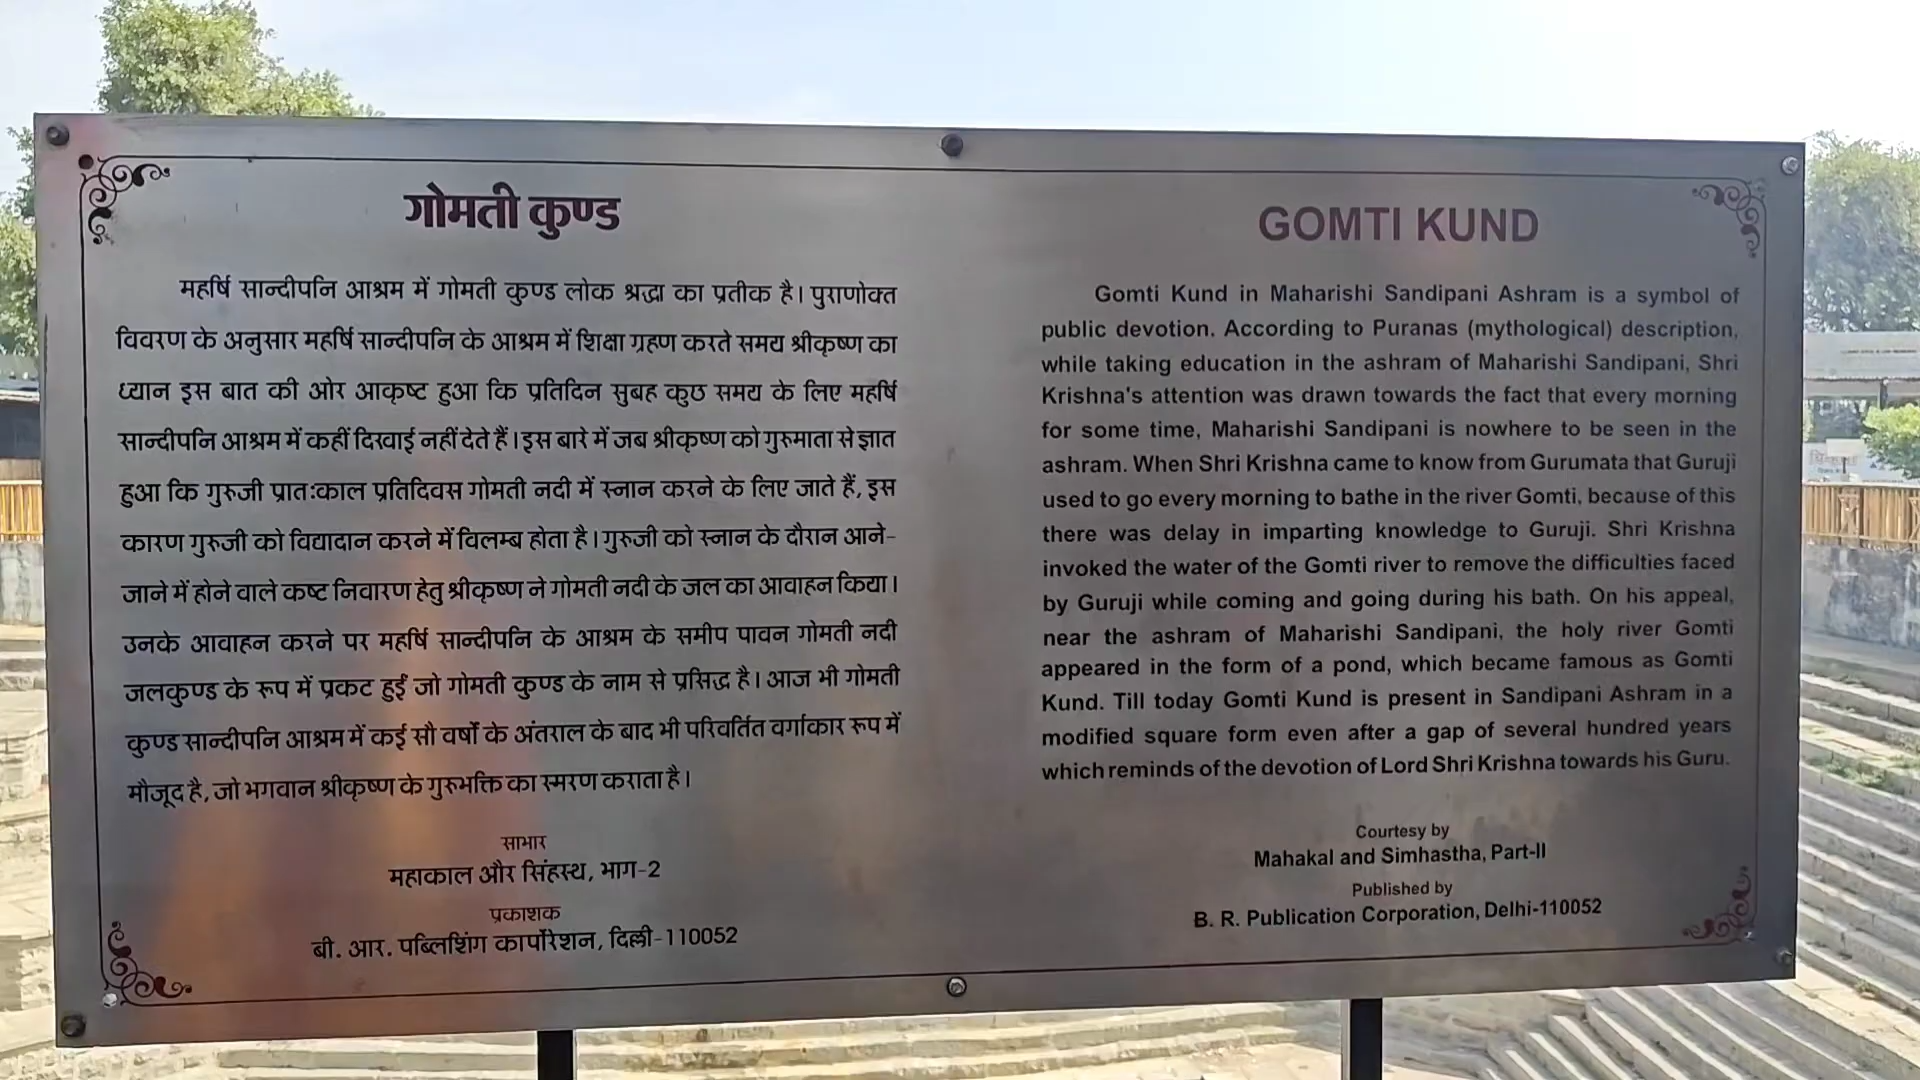 गोमती कुण्ड
महर्षि सान्दीपनि आश्रम में गोमती कुण्ड लोक श्रद्धा का प्रतीक है। पुराणोक्त
विवरण के अनुसार महर्षि सान्दीपनि के आश्रम में शिक्षा ग्रहण करते समय श्रीकृष्ण का
ध्यान इस बात की ओर आकृष्ट हुआ कि प्रतिदिन सुबह कुछ समय के लिए महर्षि
सान्दीपनि आश्रम में कहीं दिखाई नहीं देते हैं। इस बारे में जब श्रीकृष्ण को गुरुमाता से ज्ञात
हुआ कि गुरूजी प्रातःकाल प्रतिदिवस गोमती नदी में स्नान करने के लिए जाते हैं, इस
कारण गुरूजी को विद्यादान करने में विलम्ब होता है। गुरूजी को स्नान के दौरान आने-
जाने में होने वाले कष्ट निवारण हेतु श्रीकृष्ण ने गोमती नदी के जल का आवाहन किया।
उनके आवाहन करने पर महर्षि सान्दीपनि के आश्रम के समीप पावन गोमती नदी
जलकुण्ड के रूप में प्रकट हुईं जो गोमती कुण्ड के नाम से प्रसिद्ध है। आज भी गोमती
कुण्ड सान्दीपनि आश्रम में कई सौ वर्षों के अंतराल के बाद भी परिवर्तित वर्गाकार रूप में
मौजूद है, जो भगवान श्रीकृष्ण के गुरुभक्ति का स्मरण कराता है।
साभार
महाकाल और सिंहस्थ, भाग-2
प्रकाशक
बी. आर. पब्लिशिंग कार्पोरेशन, दिल्ली-110052
GOMTI KUND
Gomti Kund in Maharishi Sandipani Ashram is a symbol of
public devotion. According to Puranas (mythological) description,
while taking education in the ashram of Maharishi Sandipani, Shri
Krishna's attention was drawn towards the fact that every morning
for some time, Maharishi Sandipani is nowhere to be seen in the
ashram. When Shri Krishna came to know from Gurumata that Guruji
used to go every morning to bathe in the river Gomti, because of this
there was delay in imparting knowledge to Guruji. Shri Krishna
invoked the water of the Gomti river to remove the difficulties faced
by Guruji while coming and going during his bath. On his appeal,
near the ashram of Maharishi Sandipani, the holy river Gomti
appeared in the form of a pond, which became famous as Gomti
Kund. Till today Gomti Kund is present in Sandipani Ashram in a
modified square form even after a gap of several hundred years
which reminds of the devotion of Lord Shri Krishna towards his Guru.
Courtesy by
Mahakal and Simhastha, Part-II
Published by
B. R. Publication Corporation, Delhi-110052